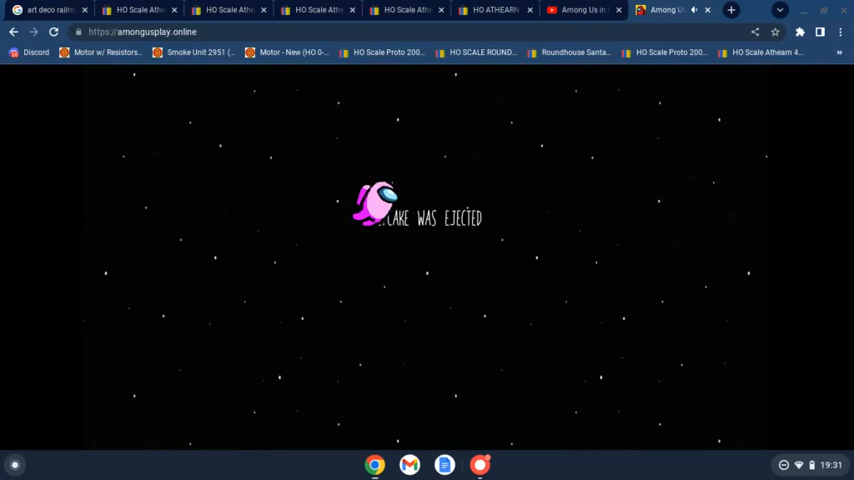 art deco railro
HO Scale Athe
HO Scale Athe
HO Scale Athe
HO Scale Athe
HO ATHEARN
Among Us in
Among U
https://amongusplay.online
Discord
Motor w/ Resistors...
Smoke Unit 2951 (...
Motor - New (HO 0-...
HO Scale Proto 200...
HO SCALE ROUND...
Roundhouse Santa...
HO Scale Proto 200...
HO Scale Athearn 4...
»
CAKE WAS EJECTED
19:31